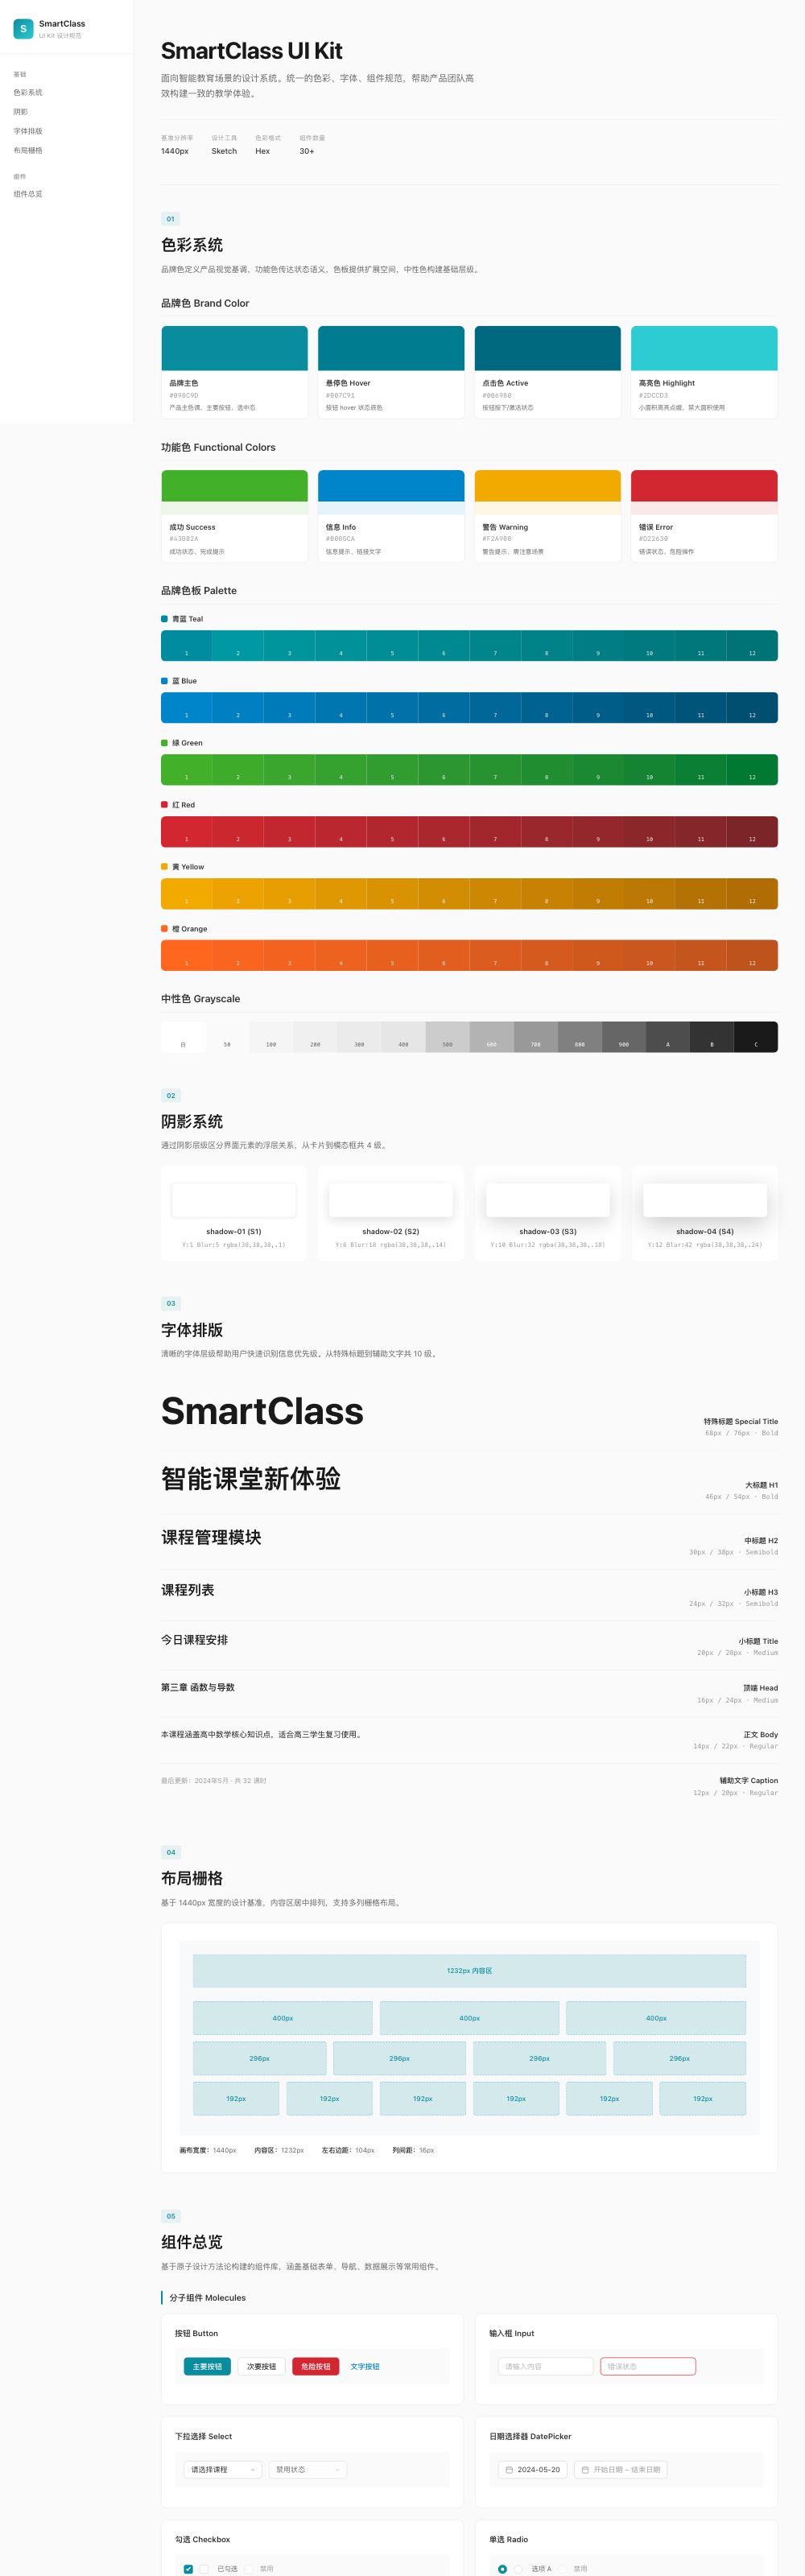 S
SmartClass
UI Kit 设计规范
基础
色彩系统
阴影
字体排版
布局栅格
组件
组件总览
SmartClass UI Kit
面向智能教育场景的设计系统。统一的色彩、字体、组件规范，帮助产品团队高
效构建一致的教学体验。
基准分辨率
1440px
设计工具
Sketch
色彩格式
Hex
组件数量
30+
01
色彩系统
品牌色定义产品视觉基调，功能色传达状态语义，色板提供扩展空间，中性色构建基础层级。
品牌色 Brand Color
品牌主色
#098C9D
产品主色调，主要按钮、选中态
悬停色 Hover
#007C91
按钮 hover 状态底色
点击色 Active
#006980
按钮按下/激活状态
高亮色 Highlight
#2DCCD3
小面积高亮点缀，禁大面积使用
功能色 Functional Colors
成功 Success
#43B02A
成功状态、完成提示
信息 Info
#0085CA
信息提示、链接文字
警告 Warning
#F2A900
警告提示、需注意场景
错误 Error
#D22630
错误状态、危险操作
品牌色板 Palette
青蓝 Teal
1 2 3 4 5 6 7 8 9 10 11 12
蓝 Blue
1 2 3 4 5 6 7 8 9 10 11 12
绿 Green
1 2 3 4 5 6 7 8 9 10 11 12
红 Red
1 2 3 4 5 6 7 8 9 10 11 12
黄 Yellow
1 2 3 4 5 6 7 8 9 10 11 12
橙 Orange
1 2 3 4 5 6 7 8 9 10 11 12
中性色 Grayscale
白 50 100 200 300 400 500 600 700 800 900 A B C
02
阴影系统
通过阴影层级区分界面元素的浮层关系，从卡片到模态框共 4 级。
shadow-01 (S1)
Y:1 Blur:5 rgba(38,38,38,.1)
shadow-02 (S2)
Y:6 Blur:18 rgba(38,38,38,.14)
shadow-03 (S3)
Y:10 Blur:32 rgba(38,38,38,.18)
shadow-04 (S4)
Y:12 Blur:42 rgba(38,38,38,.24)
03
字体排版
清晰的字体层级帮助用户快速识别信息优先级。从特殊标题到辅助文字共 10 级。
SmartClass
特殊标题 Special Title
68px / 76px · Bold
智能课堂新体验
大标题 H1
46px / 54px · Bold
课程管理模块
中标题 H2
30px / 38px · Semibold
课程列表
小标题 H3
24px / 32px · Semibold
今日课程安排
小标题 Title
20px / 28px · Medium
第三章 函数与导数
顶端 Head
16px / 24px · Medium
本课程涵盖高中数学核心知识点，适合高三学生复习使用。
正文 Body
14px / 22px · Regular
最后更新：2024年5月 · 共 32 课时
辅助文字 Caption
12px / 20px · Regular
04
布局栅格
基于 1440px 宽度的设计基准，内容区居中排列，支持多列栅格布局。
1232px 内容区
400px 400px 400px
296px 296px 296px 296px
192px 192px 192px 192px 192px 192px
画布宽度：1440px 内容区：1232px 左右边距：104px 列间距：16px
05
组件总览
基于原子设计方法论构建的组件库，涵盖基础表单、导航、数据展示等常用组件。
分子组件 Molecules
按钮 Button
主要按钮 次要按钮 危险按钮 文字按钮
输入框 Input
请输入内容 错误状态
下拉选择 Select
请选择课程 禁用状态
日期选择器 DatePicker
2024-05-20 开始日期 ~ 结束日期
勾选 Checkbox
已勾选 禁用
单选 Radio
选项 A 禁用